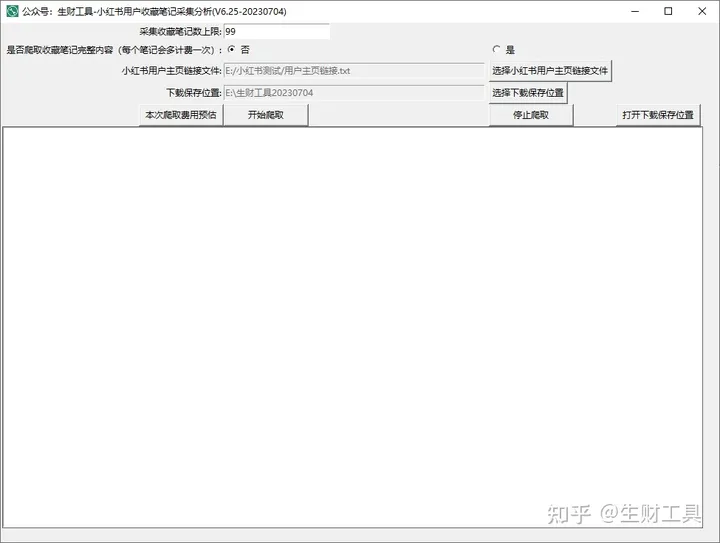 公众号：生财工具-小红书用户收藏笔记采集分析(V6.25-20230704)
采集收藏笔记数上限: 99
是否爬取收藏笔记完整内容（每个笔记会多计费一次）: 否 是
小红书用户主页链接文件: E:/小红书测试/用户主页链接.txt 选择小红书用户主页链接文件
下载保存位置: E:\生财工具20230704 选择下载保存位置
本次爬取费用预估 开始爬取 停止爬取 打开下载保存位置
知乎 @生财工具